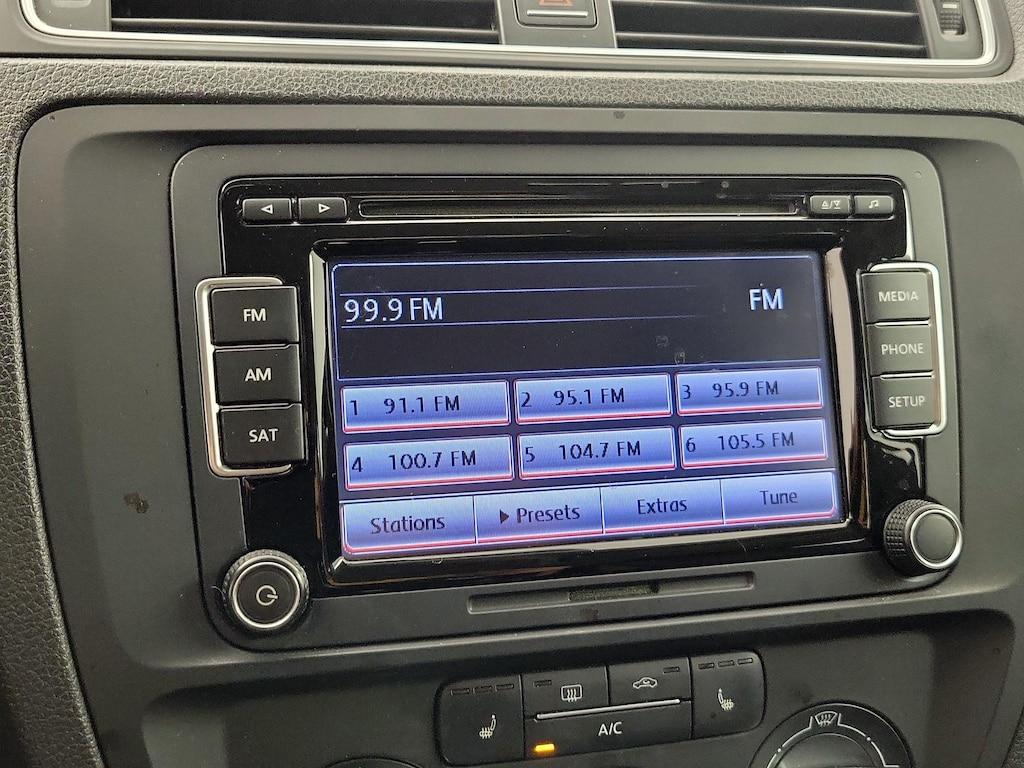 99.9 FM
FM
FM
AM
SAT
MEDIA
PHONE
SETUP
1 91.1 FM
2 95.1 FM
3 95.9 FM
4 100.7 FM
5 104.7 FM
6 105.5 FM
Stations
Presets
Extras
Tune
A/C